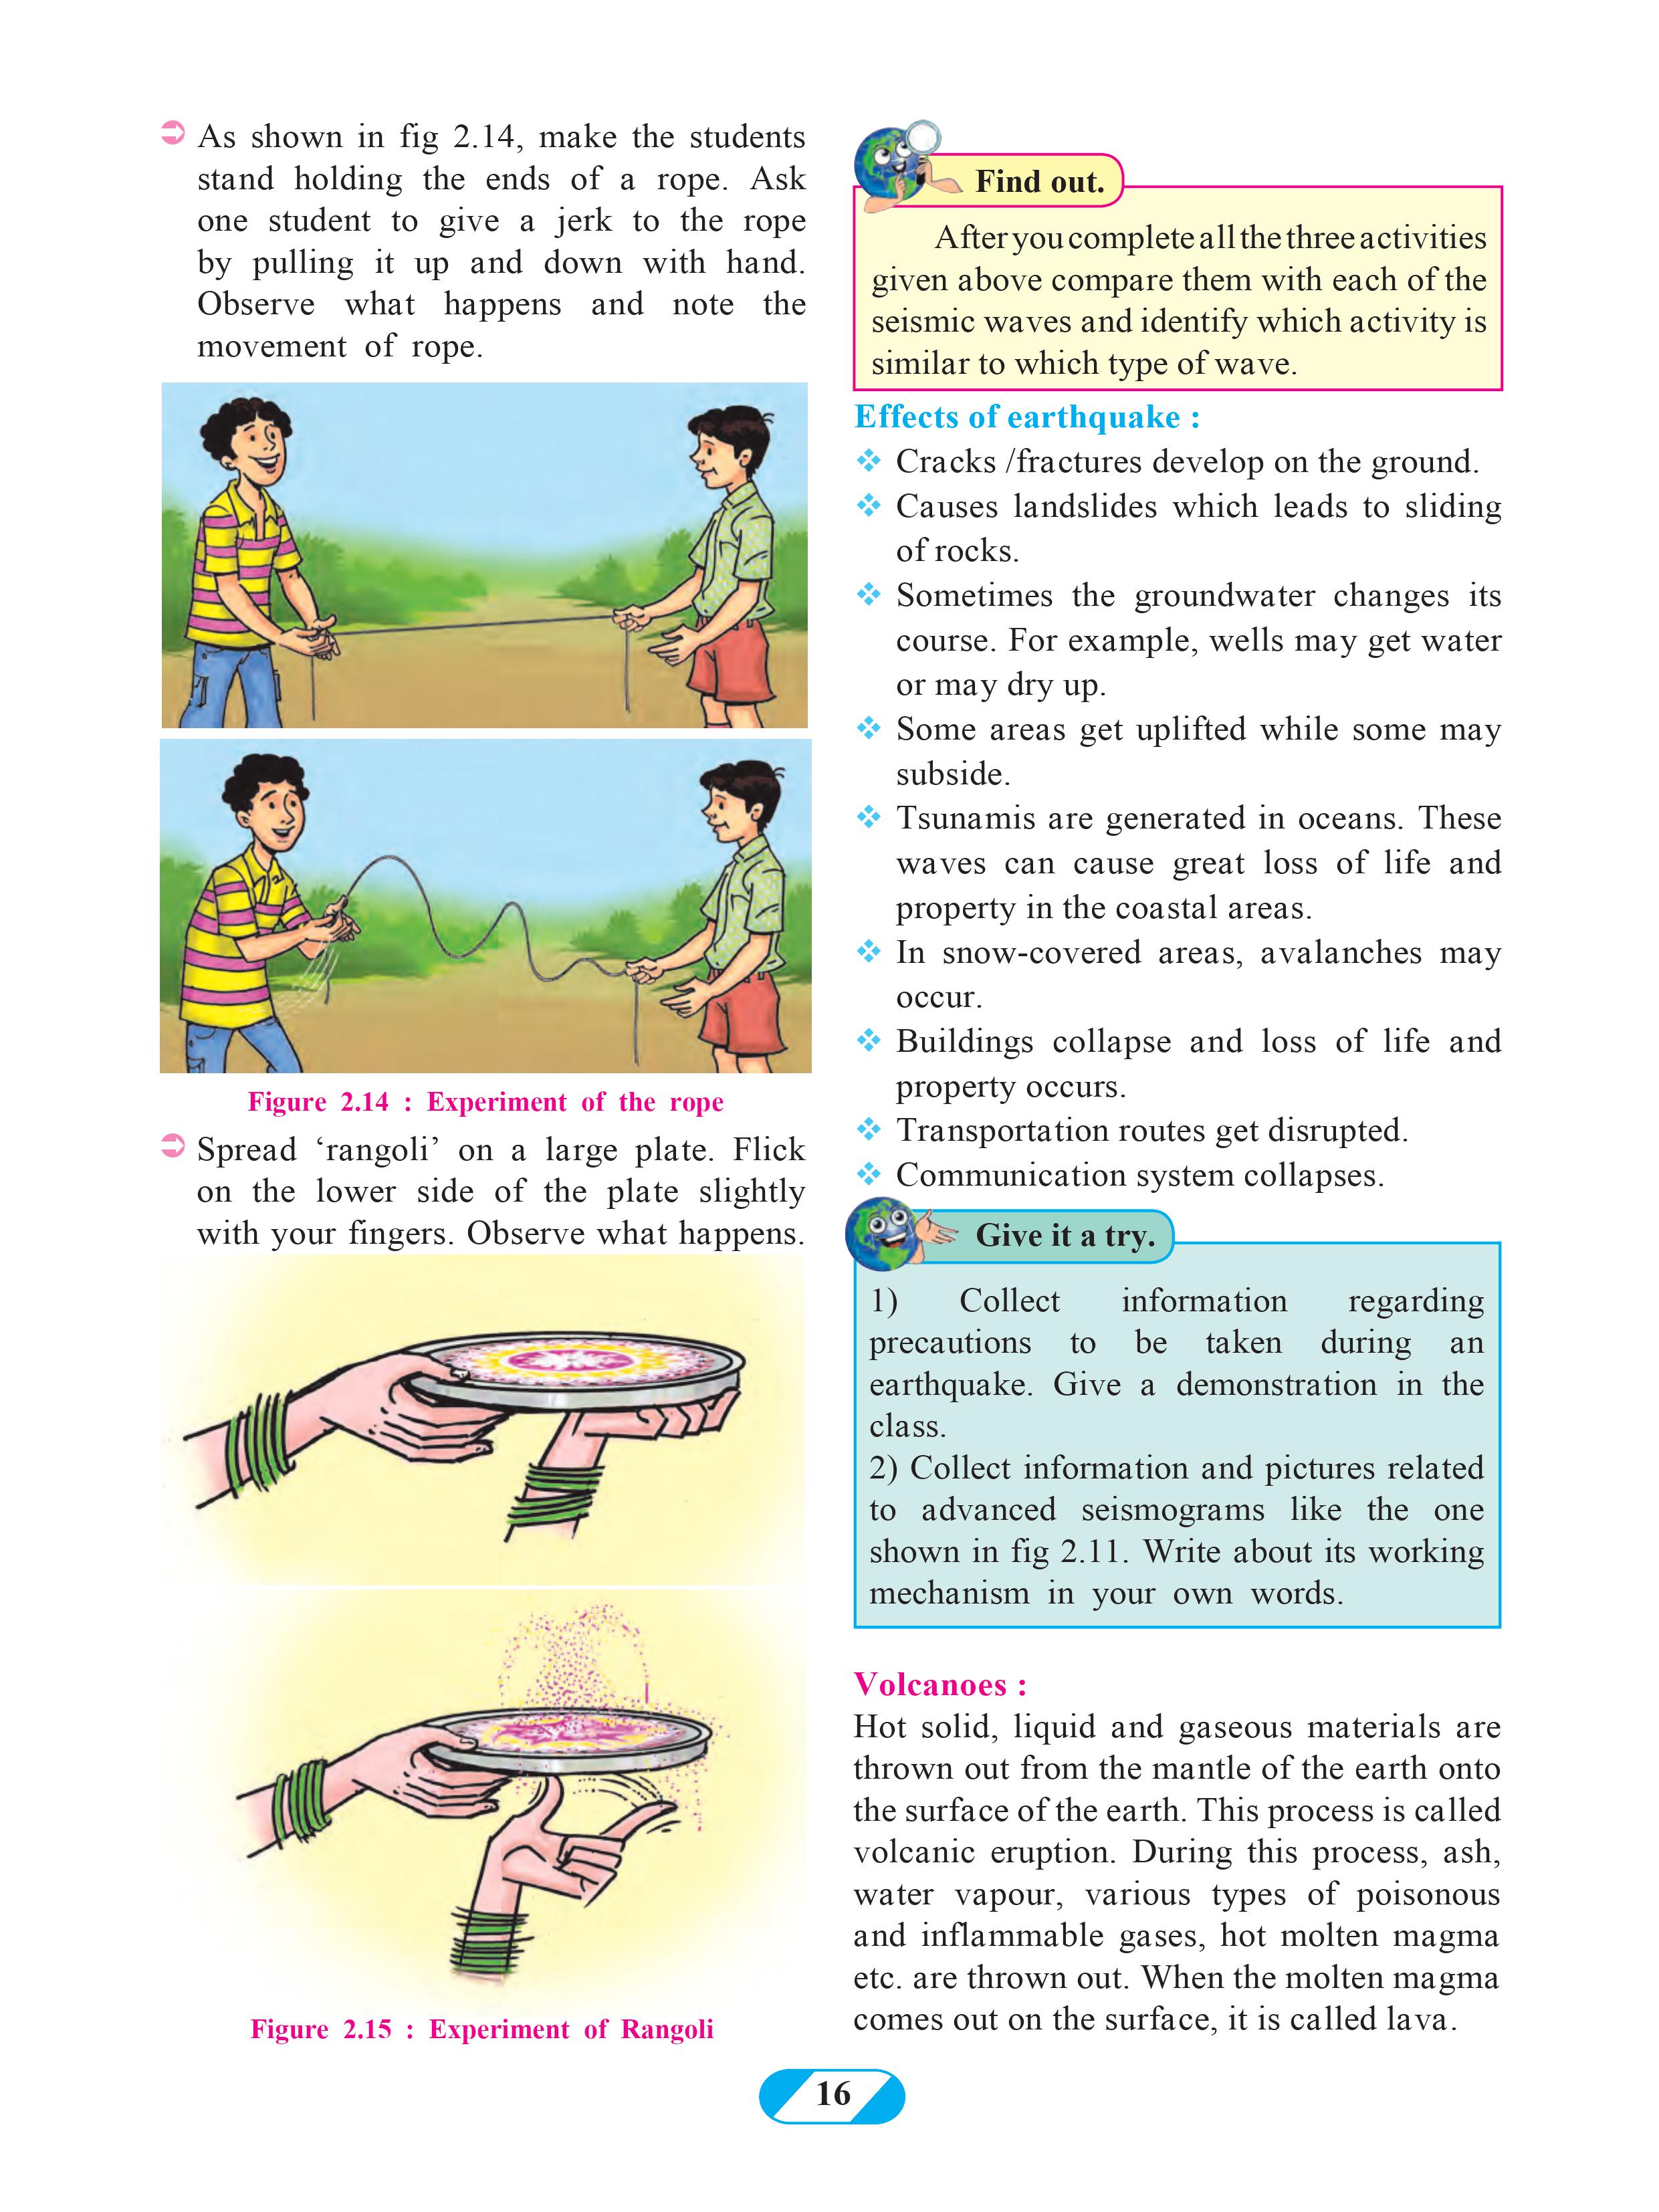 As shown in fig 2.14, make the students
stand holding the ends of a rope. Ask
one student to give a jerk to the rope
by pulling it up and down with hand.
Observe what happens and note the
movement of rope.
Figure 2.14 : Experiment of the rope
Spread ‘rangoli’ on a large plate. Flick
on the lower side of the plate slightly
with your fingers. Observe what happens.
Figure 2.15 : Experiment of Rangoli
Find out.
After you complete all the three activities
given above compare them with each of the
seismic waves and identify which activity is
similar to which type of wave.
Effects of earthquake :
❖ Cracks /fractures develop on the ground.
❖ Causes landslides which leads to sliding
of rocks.
❖ Sometimes the groundwater changes its
course. For example, wells may get water
or may dry up.
❖ Some areas get uplifted while some may
subside.
❖ Tsunamis are generated in oceans. These
waves can cause great loss of life and
property in the coastal areas.
❖ In snow-covered areas, avalanches may
occur.
❖ Buildings collapse and loss of life and
property occurs.
❖ Transportation routes get disrupted.
❖ Communication system collapses.
Give it a try.
1) Collect information regarding
precautions to be taken during an
earthquake. Give a demonstration in the
class.
2) Collect information and pictures related
to advanced seismograms like the one
shown in fig 2.11. Write about its working
mechanism in your own words.
Volcanoes :
Hot solid, liquid and gaseous materials are
thrown out from the mantle of the earth onto
the surface of the earth. This process is called
volcanic eruption. During this process, ash,
water vapour, various types of poisonous
and inflammable gases, hot molten magma
etc. are thrown out. When the molten magma
comes out on the surface, it is called lava.
16